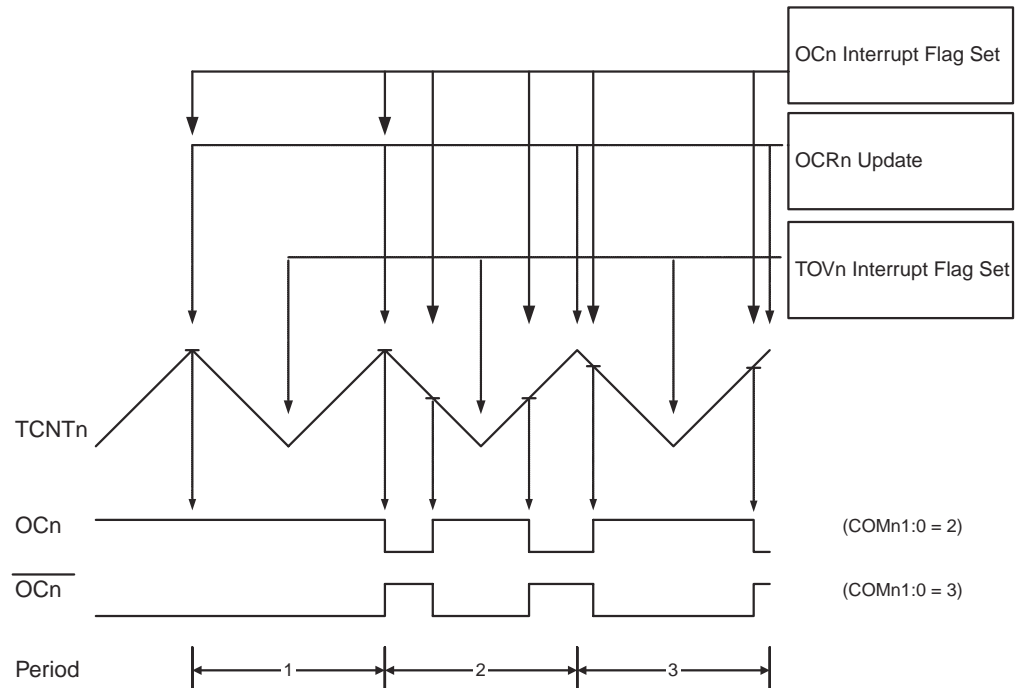 OCn Interrupt Flag Set
OCRn Update
TOVn Interrupt Flag Set
TCNTn
OCn
(COMn1:0 = 2)
OCn
(COMn1:0 = 3)
Period
1
2
3